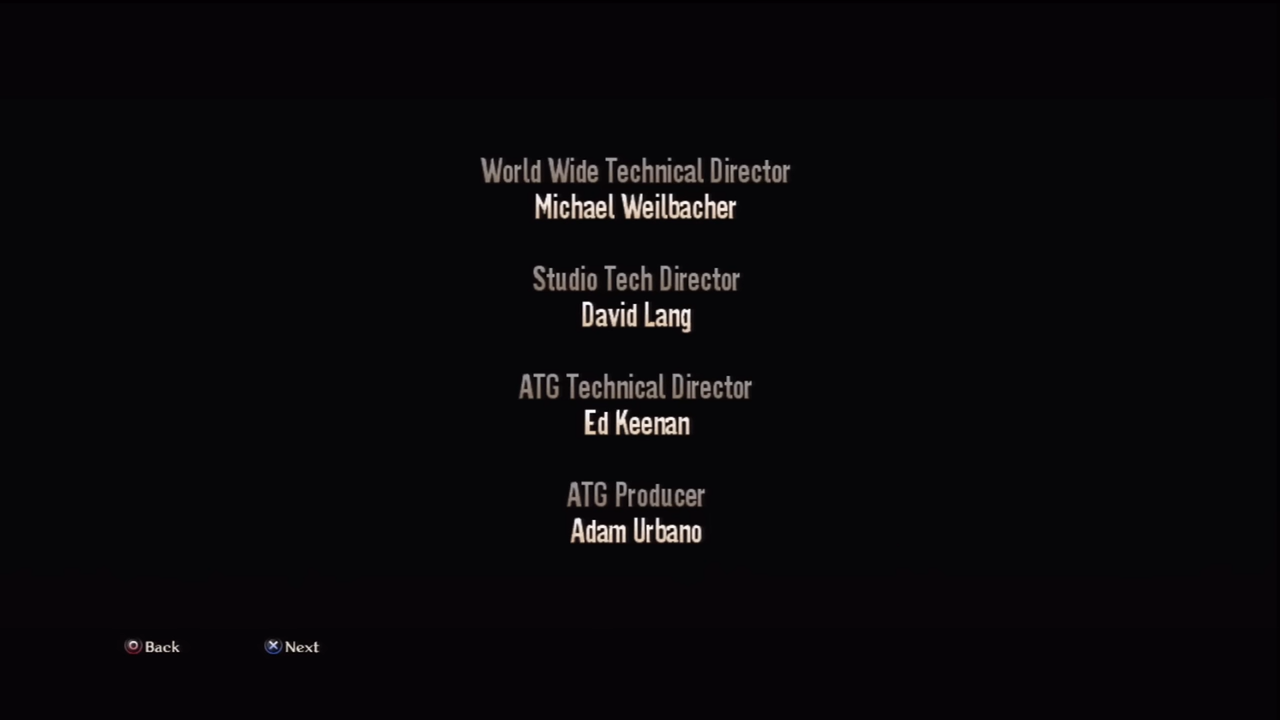 World Wide Technical Director
Michael Weilbacher
Studio Tech Director
David Lang
ATG Technical Director
Ed Keenan
ATG Producer
Adam Urbano
Back Next